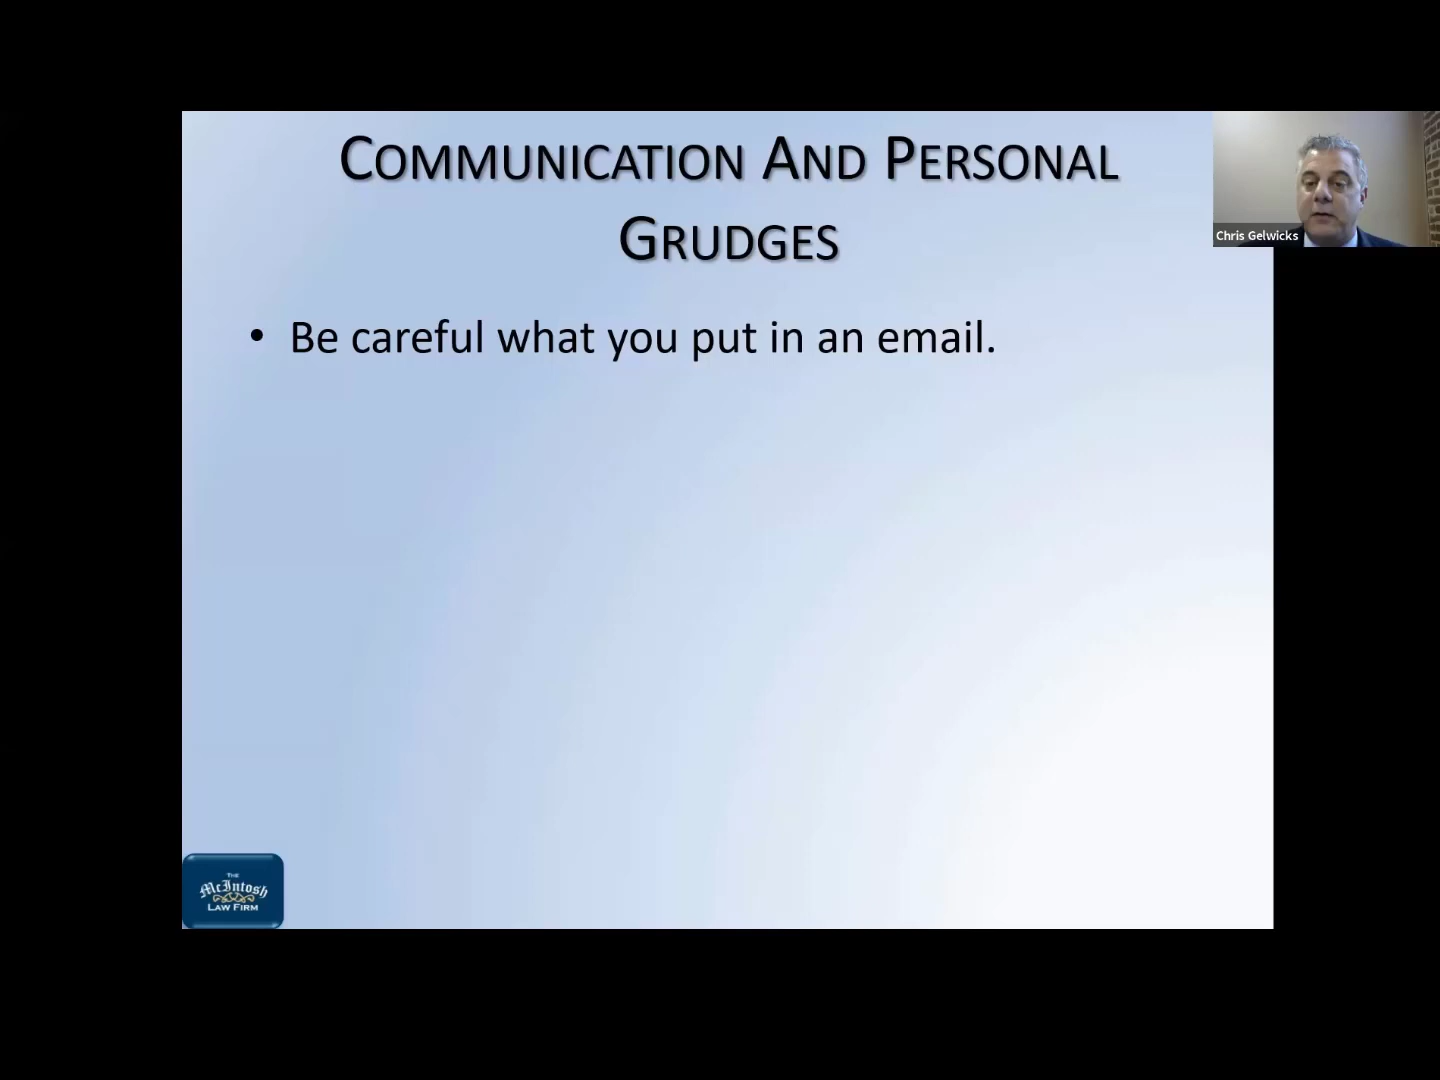 COMMUNICATION AND PERSONAL
GRUDGES
Chris Gelwicks
• Be careful what you put in an email.
THE
McIntosh
LAW FIRM